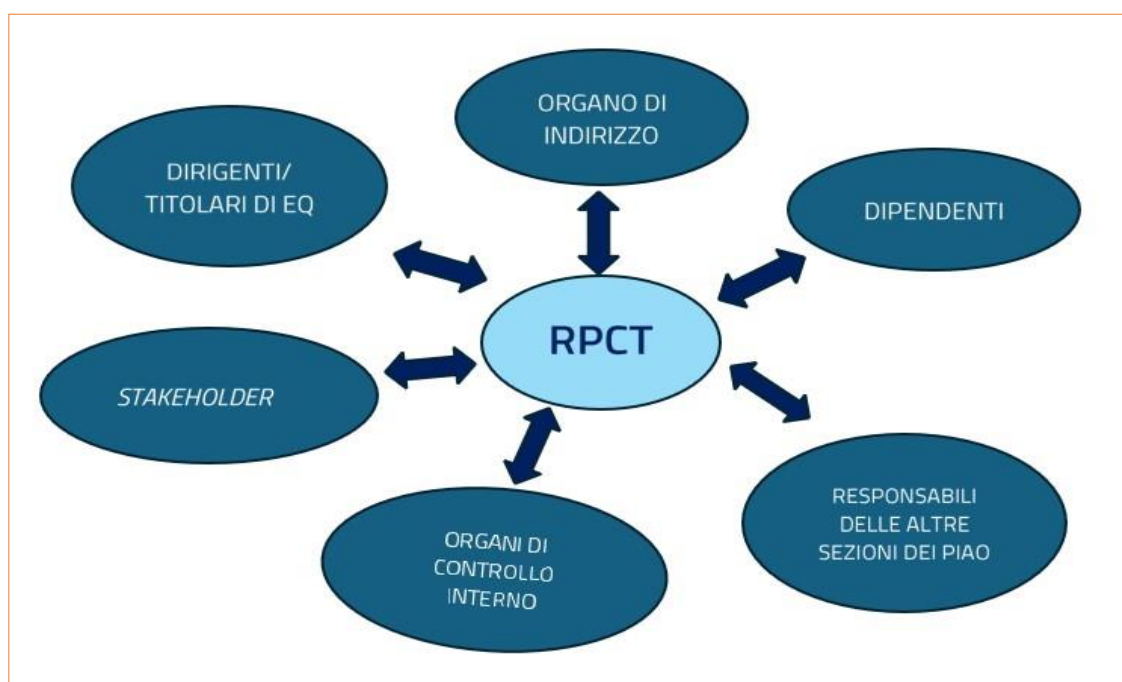 ORGANO DI
INDIRIZZO
DIRIGENTI/
TITOLARI DI EQ
DIPENDENTI
RPCT
STAKEHOLDER
RESPONSABILI
DELLE ALTRE
SEZIONI DEI PIAO
ORGANI DI
CONTROLLO
INTERNO